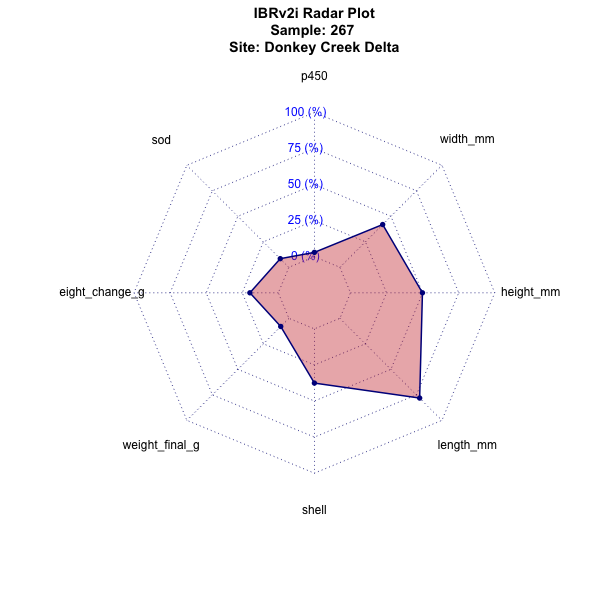 IBRv2i Radar Plot
Sample: 267
Site: Donkey Creek Delta
p450
100 (%)
sod
width_mm
75 (%)
50 (%)
25 (%)
0 (%)
eight_change_g
height_mm
weight_final_g
length_mm
shell